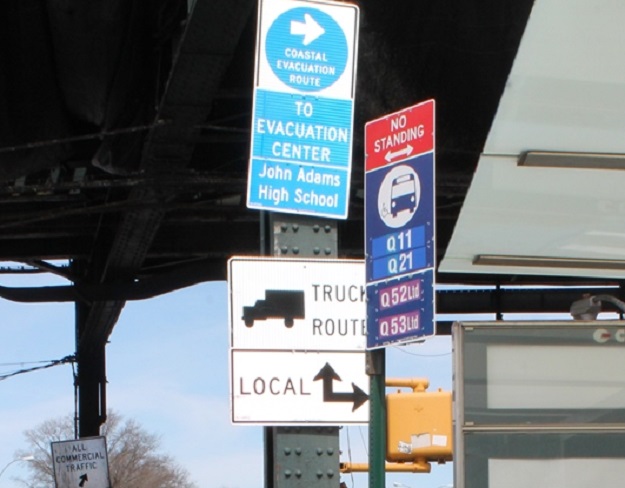 COASTAL
EVACUATION
ROUTE
TO
EVACUATION
CENTER
John Adams
High School
NO
STANDING
Q11
Q21
Q52Ltd
Q53Ltd
TRUCK
ROUTE
LOCAL
ALL
COMMERCIAL
TRAFFIC